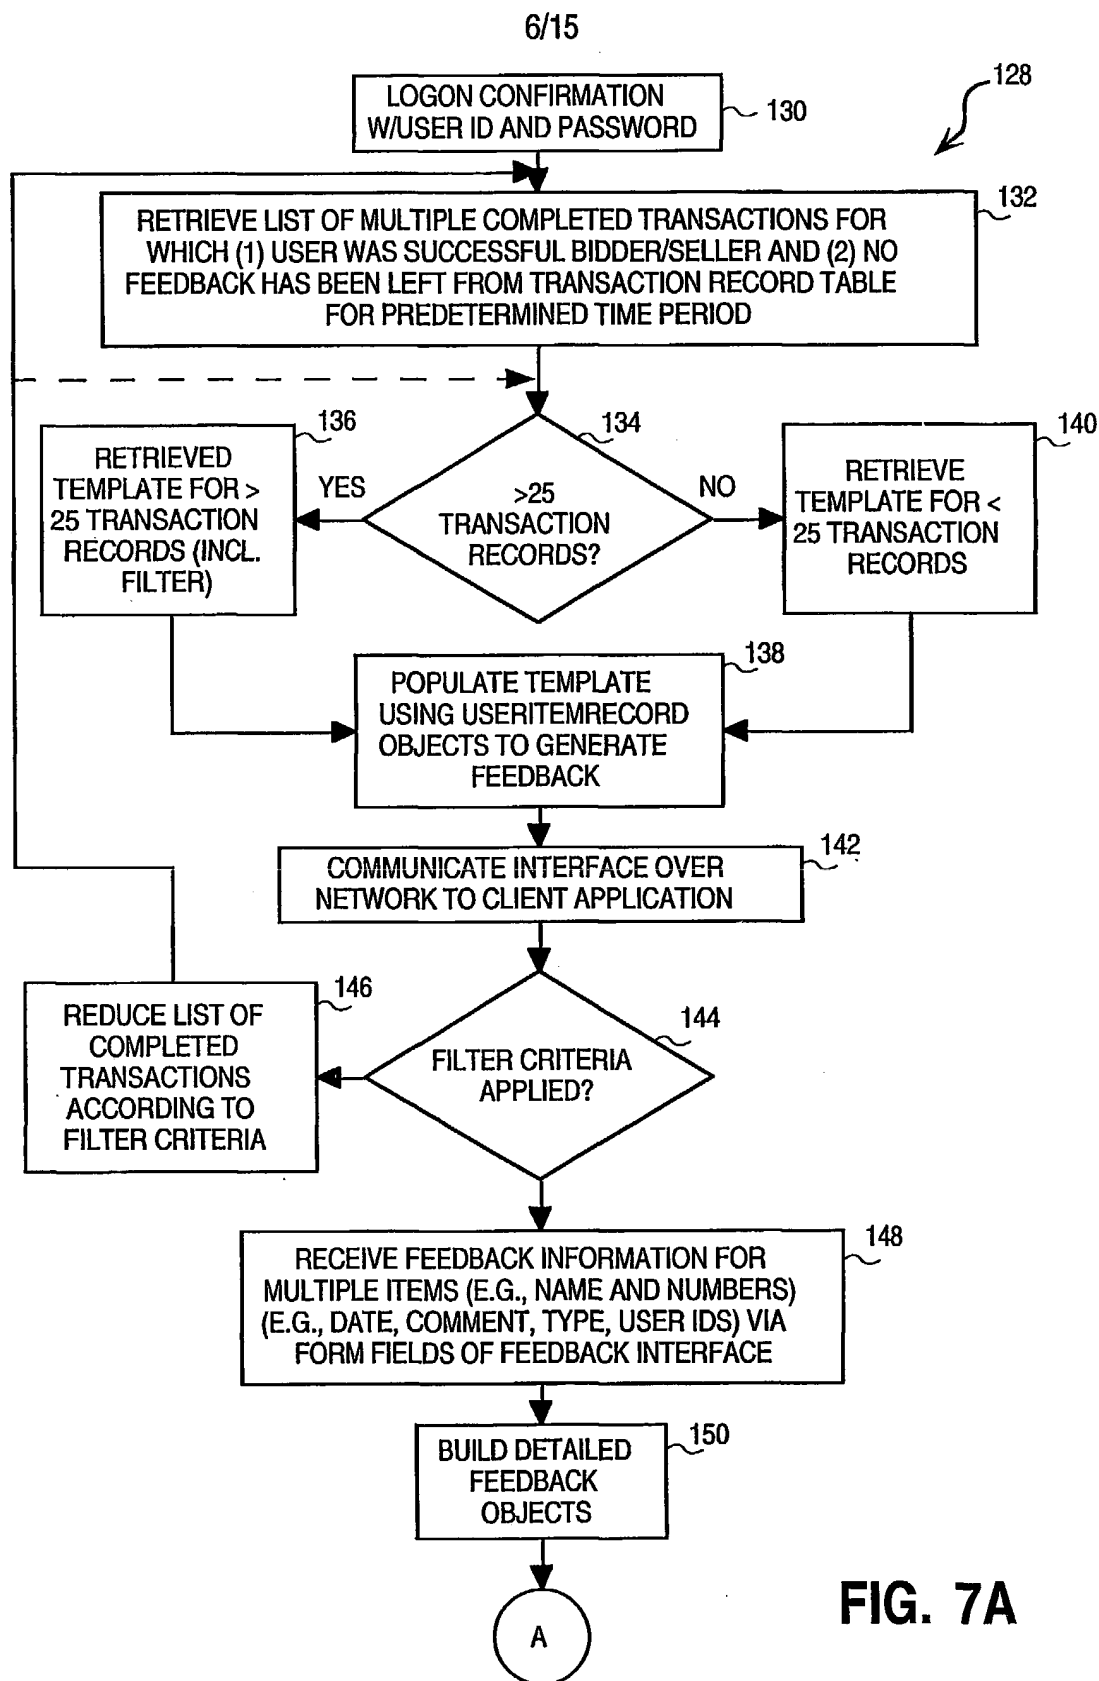 6/15
128
LOGON CONFIRMATION
W/USER ID AND PASSWORD
130
132
RETRIEVE LIST OF MULTIPLE COMPLETED TRANSACTIONS FOR
WHICH (1) USER WAS SUCCESSFUL BIDDER/SELLER AND (2) NO
FEEDBACK HAS BEEN LEFT FROM TRANSACTION RECORD TABLE
FOR PREDETERMINED TIME PERIOD
136
RETRIEVED
TEMPLATE FOR >
25 TRANSACTION
RECORDS (INCL.
FILTER)
YES
134
>25
TRANSACTION
RECORDS?
NO
140
RETRIEVE
TEMPLATE FOR <
25 TRANSACTION
RECORDS
138
POPULATE TEMPLATE
USING USERITEMRECORD
OBJECTS TO GENERATE
FEEDBACK
142
COMMUNICATE INTERFACE OVER
NETWORK TO CLIENT APPLICATION
146
REDUCE LIST OF
COMPLETED
TRANSACTIONS
ACCORDING TO
FILTER CRITERIA
144
FILTER CRITERIA
APPLIED?
148
RECEIVE FEEDBACK INFORMATION FOR
MULTIPLE ITEMS (E.G., NAME AND NUMBERS)
(E.G., DATE, COMMENT, TYPE, USER IDS) VIA
FORM FIELDS OF FEEDBACK INTERFACE
150
BUILD DETAILED
FEEDBACK
OBJECTS
A
FIG. 7A